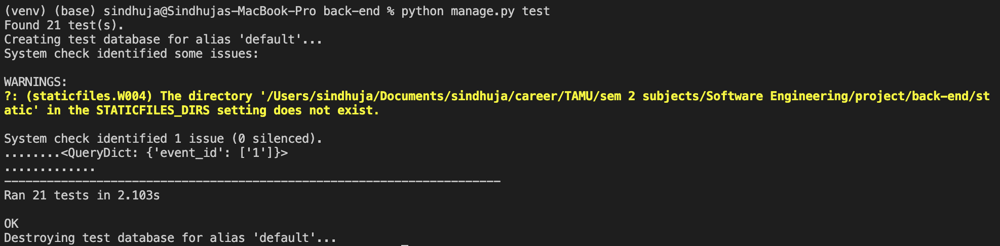 (venv) (base) sindhuja@Sindhujas-MacBook-Pro back-end % python manage.py test
Found 21 test(s).
Creating test database for alias 'default'...
System check identified some issues:
WARNINGS:
?: (staticfiles.W004) The directory '/Users/sindhuja/Documents/sindhuja/career/TAMU/sem 2 subjects/Software Engineering/project/back-end/st
atic' in the STATICFILES_DIRS setting does not exist.
System check identified 1 issue (0 silenced).
........<QueryDict: {'event_id': ['1']}>
.............
----------------------------------------------------------------------
Ran 21 tests in 2.103s
OK
Destroying test database for alias 'default'...